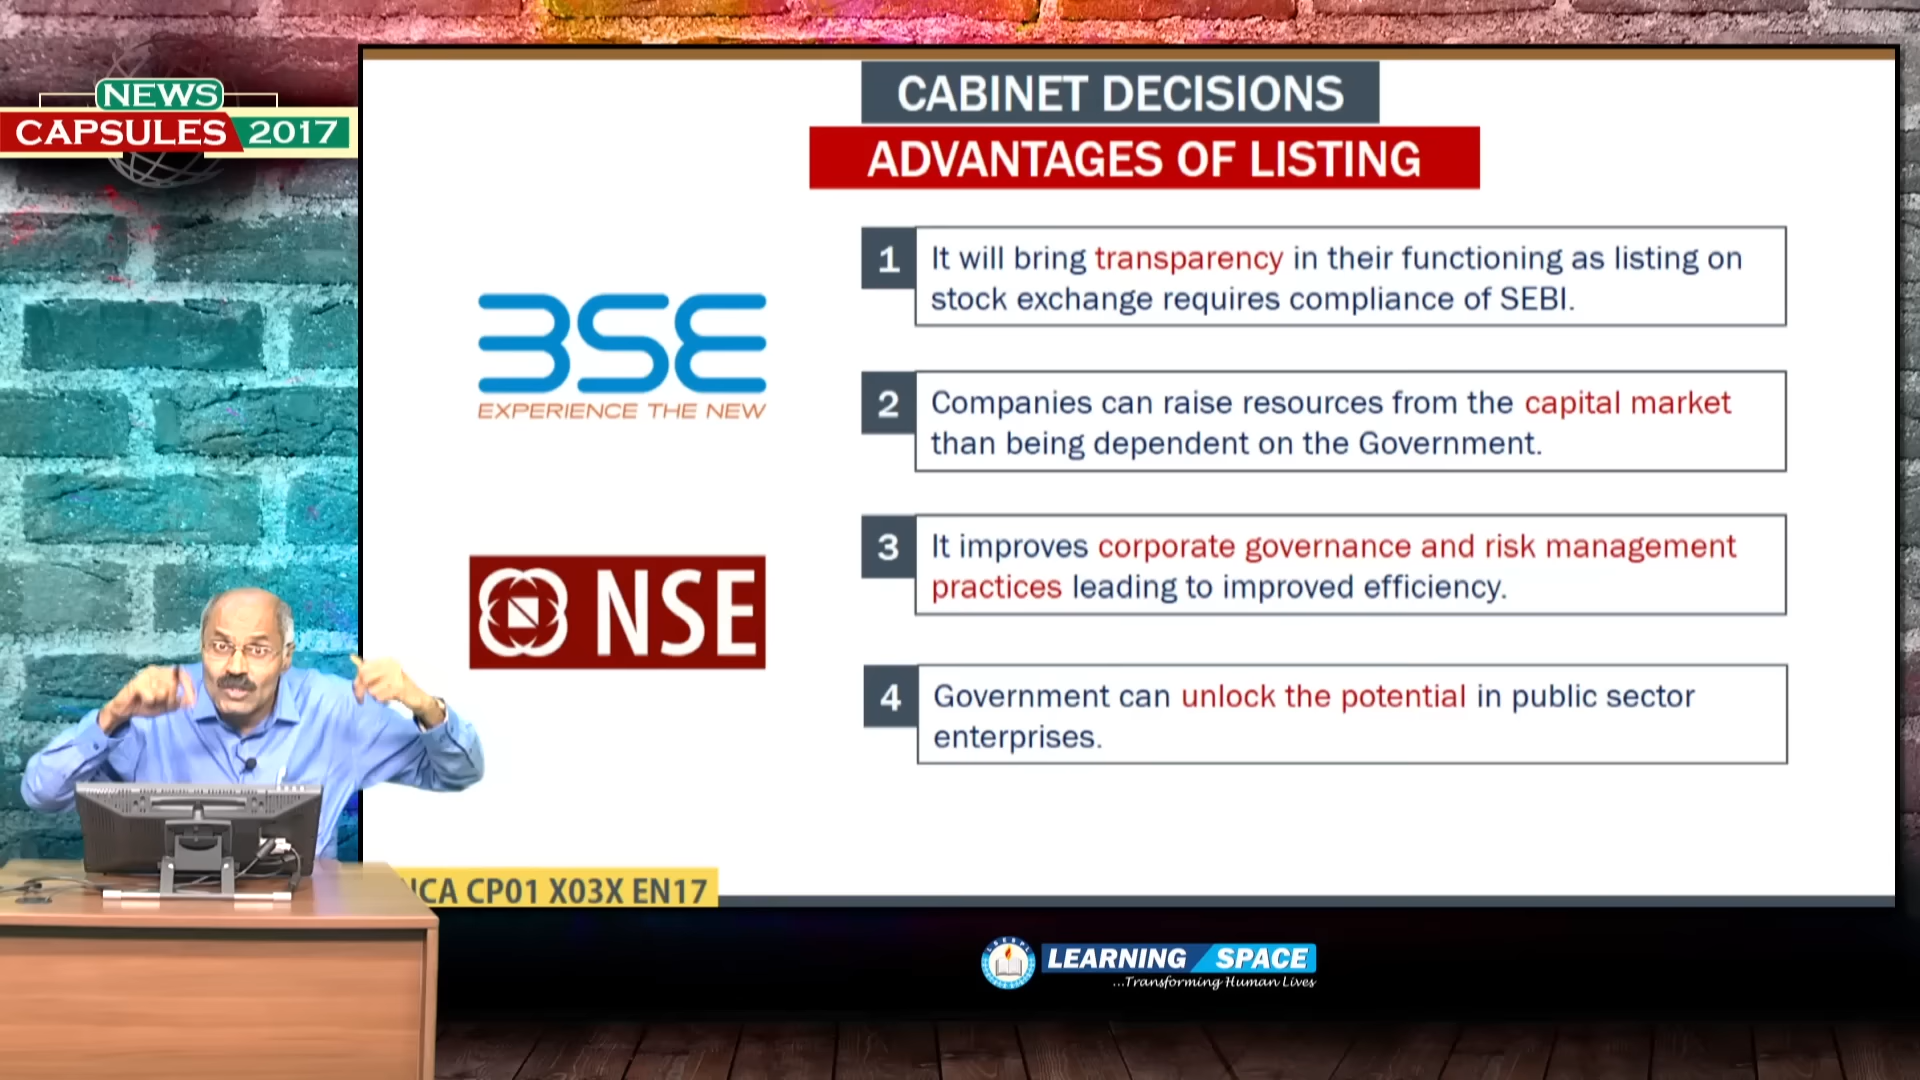 NEWS
CAPSULES 2017
CABINET DECISIONS
ADVANTAGES OF LISTING
BSE
EXPERIENCE THE NEW
NSE
1 It will bring transparency in their functioning as listing on
stock exchange requires compliance of SEBI.
2 Companies can raise resources from the capital market
than being dependent on the Government.
3 It improves corporate governance and risk management
practices leading to improved efficiency.
4 Government can unlock the potential in public sector
enterprises.
CA CP01 X03X EN17
LEARNING SPACE
...Transforming Human Lives